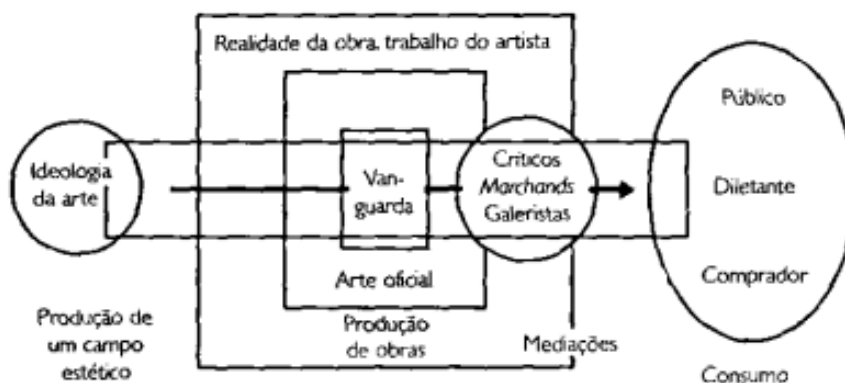 Realidade da obra, trabalho do artista
Ideologia
da arte
Van-
guarda
Críticos
Marchands
Galeristas
Público
Diletante
Comprador
Arte oficial
Produção de
um campo
estético
Produção
de obras
Mediações
Consumo